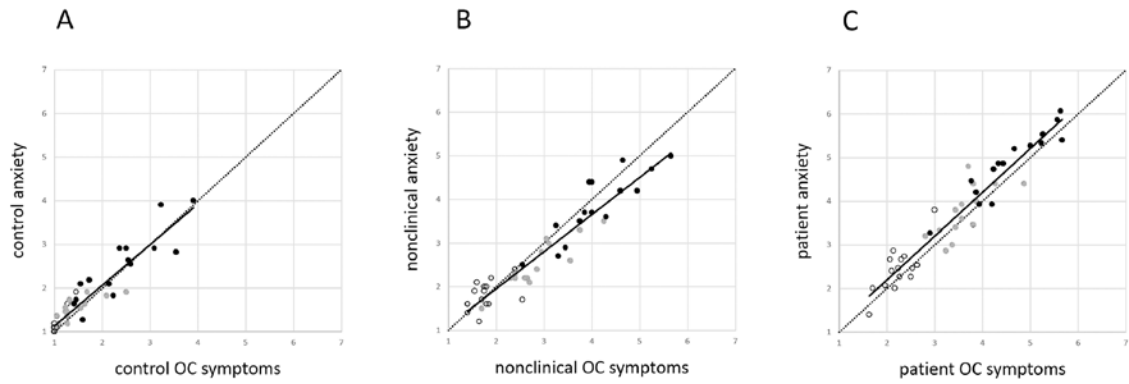 A
7
6
5
4
3
2
1
1 2 3 4 5 6 7
control anxiety
control OC symptoms
B
7
6
5
4
3
2
1
1 2 3 4 5 6 7
nonclinical anxiety
nonclinical OC symptoms
C
7
6
5
4
3
2
1
1 2 3 4 5 6 7
patient anxiety
patient OC symptoms